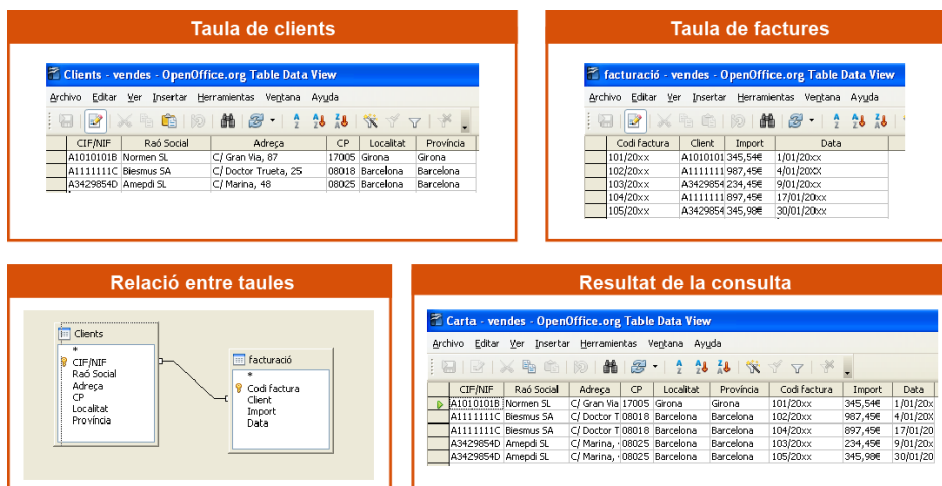 Taula de clients
Clients - vendes - OpenOffice.org Table Data View
Archivo Editar Ver Insertar Herramientas Ventana Ayuda
CIF/NIF Raó Social Adreça CP Localitat Província
A1010101B Normen SL C/ Gran Via, 87 17005 Girona Girona
A1111111C Biesmus SA C/ Doctor Trueta, 25 08018 Barcelona Barcelona
A3429854D Amepdi SL C/ Marina, 48 08025 Barcelona Barcelona
Taula de factures
facturació - vendes - OpenOffice.org Table Data View
Archivo Editar Ver Insertar Herramientas Ventana Ayuda
Codi factura Client Import Data
101/20xx A1010101 345,54€ 1/01/20xx
102/20xx A1111111 987,45€ 4/01/20XX
103/20xx A3429854 234,45€ 9/01/20xx
104/20xx A1111111 897,45€ 17/01/20xx
105/20xx A3429854 345,98€ 30/01/20xx
Relació entre taules
Clients
*
CIF/NIF
Raó Social
Adreça
CP
Localitat
Província
facturació
*
Codi factura
Client
Import
Data
Resultat de la consulta
Carta - vendes - OpenOffice.org Table Data View
Archivo Editar Ver Insertar Herramientas Ventana Ayuda
CIF/NIF Raó Social Adreça CP Localitat Província Codi factura Import Data
A1010101B Normen SL C/ Gran Via 17005 Girona Girona 101/20xx 345,54€ 1/01/20x
A1111111C Biesmus SA C/ Doctor T 08018 Barcelona Barcelona 102/20xx 987,45€ 4/01/20X
A1111111C Biesmus SA C/ Doctor T 08018 Barcelona Barcelona 104/20xx 897,45€ 17/01/20
A3429854D Amepdi SL C/ Marina, 08025 Barcelona Barcelona 103/20xx 234,45€ 9/01/20x
A3429854D Amepdi SL C/ Marina, 08025 Barcelona Barcelona 105/20xx 345,98€ 30/01/20